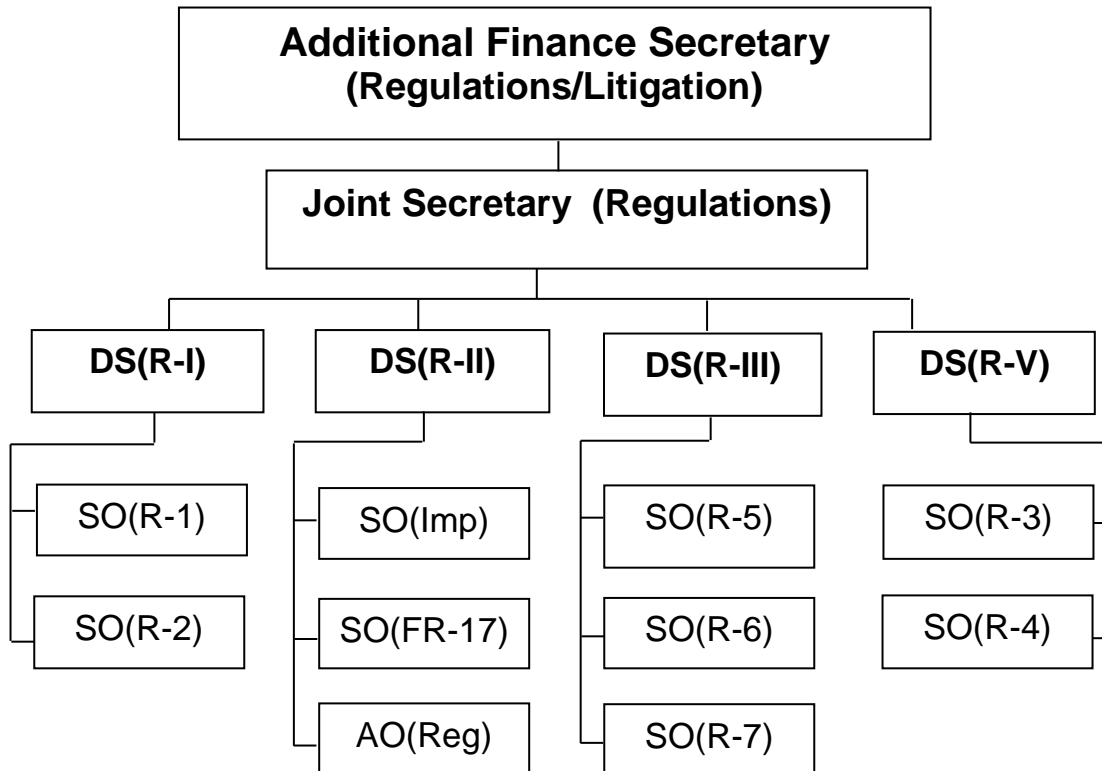 Additional Finance Secretary
(Regulations/Litigation)
Joint Secretary (Regulations)
DS(R-I)
DS(R-II)
DS(R-III)
DS(R-V)
SO(R-1)
SO(Imp)
SO(R-5)
SO(R-3)
SO(R-2)
SO(FR-17)
SO(R-6)
SO(R-4)
AO(Reg)
SO(R-7)